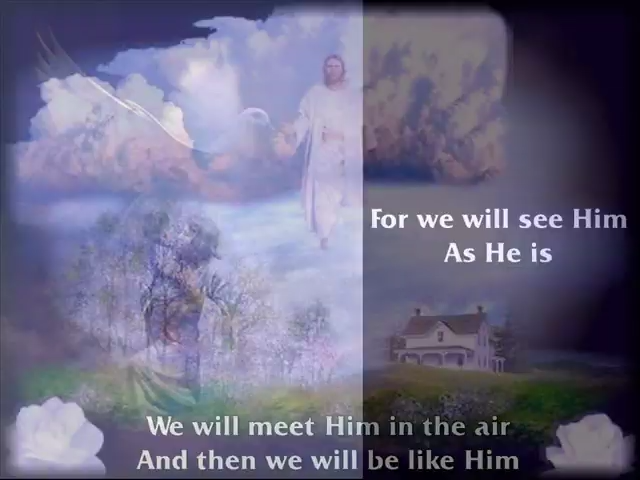 For we will see Him
As He is
We will meet Him in the air
And then we will be like Him